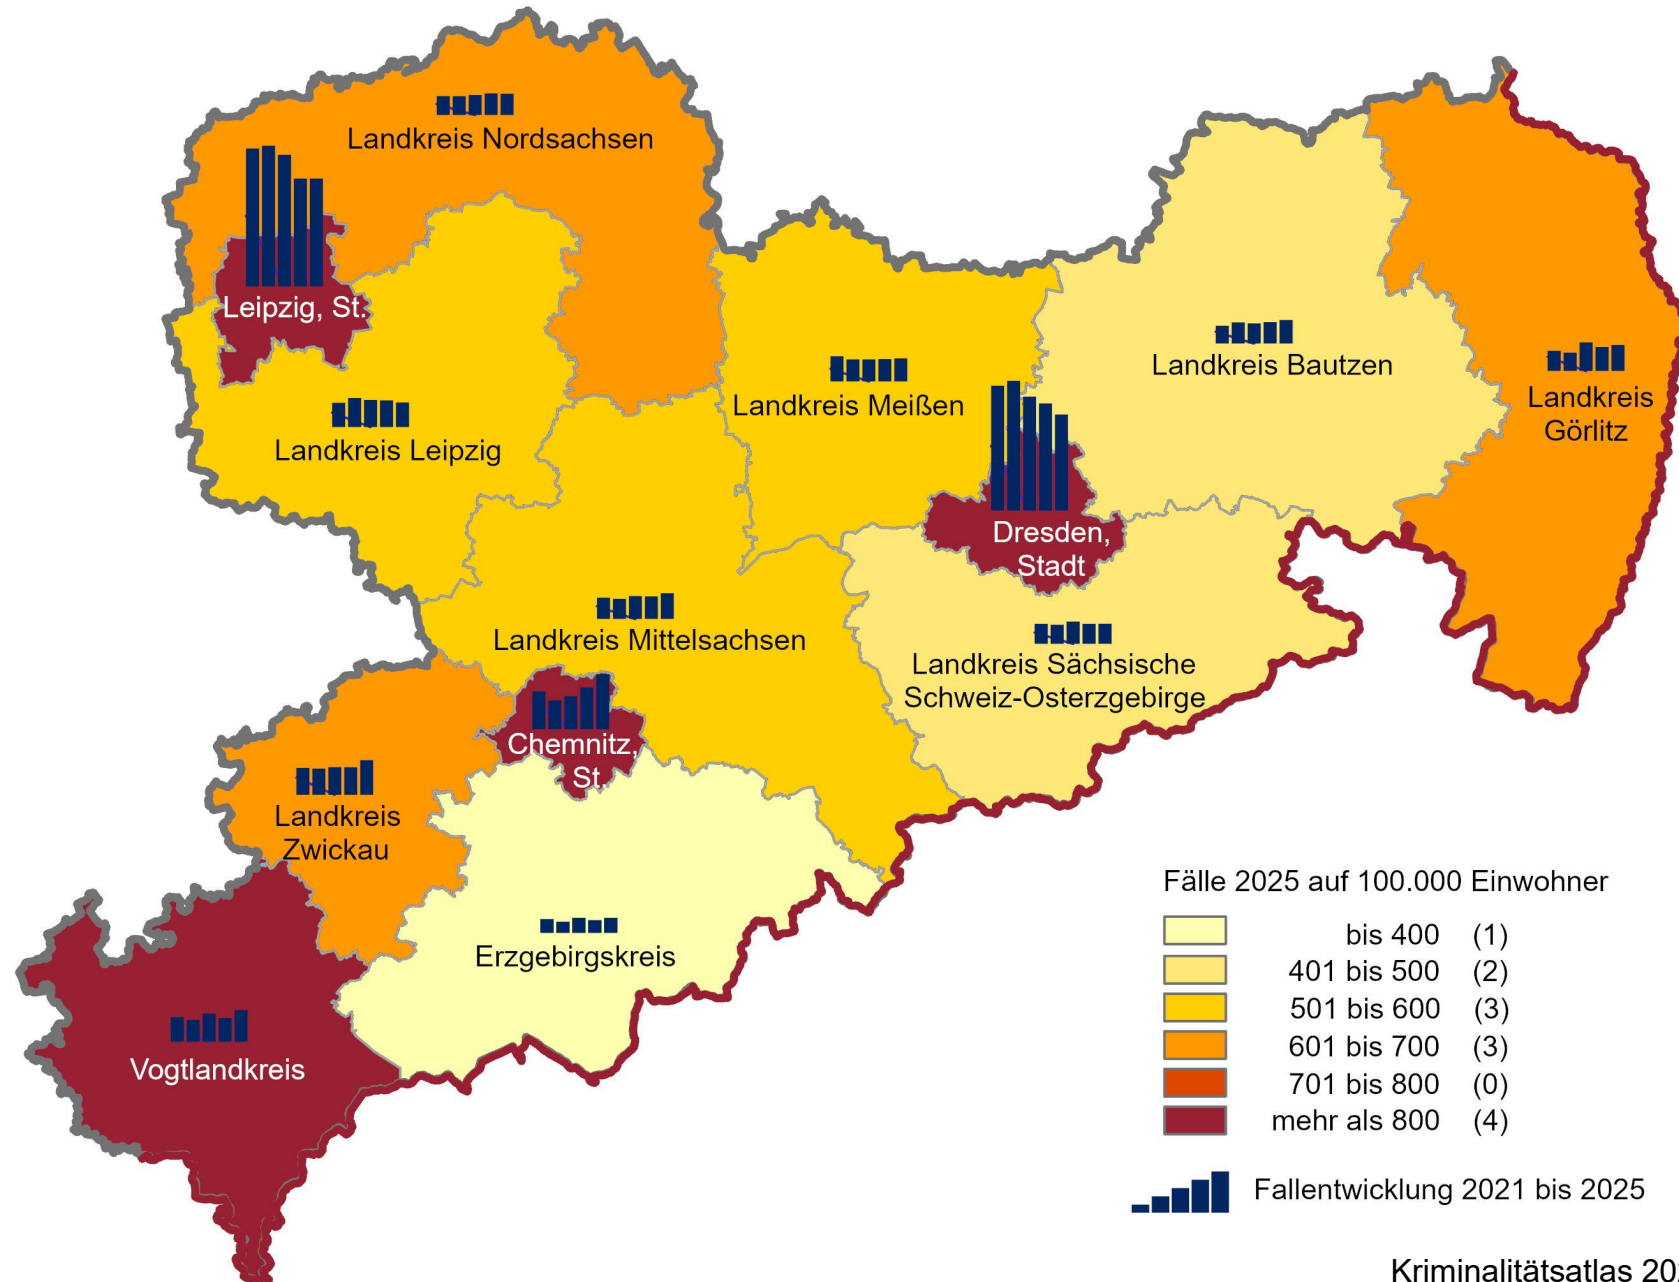 Landkreis Nordsachsen
Leipzig, St.
Landkreis Bautzen
Landkreis Meißen
Landkreis
Görlitz
Landkreis Leipzig
Dresden,
Stadt
Landkreis Mittelsachsen
Landkreis Sächsische
Schweiz-Osterzgebirge
Chemnitz,
St.
Landkreis
Zwickau
Erzgebirgskreis
Vogtlandkreis
Fälle 2025 auf 100.000 Einwohner
bis 400 (1)
401 bis 500 (2)
501 bis 600 (3)
601 bis 700 (3)
701 bis 800 (0)
mehr als 800 (4)
Fallentwicklung 2021 bis 2025
Kriminalitätsatlas